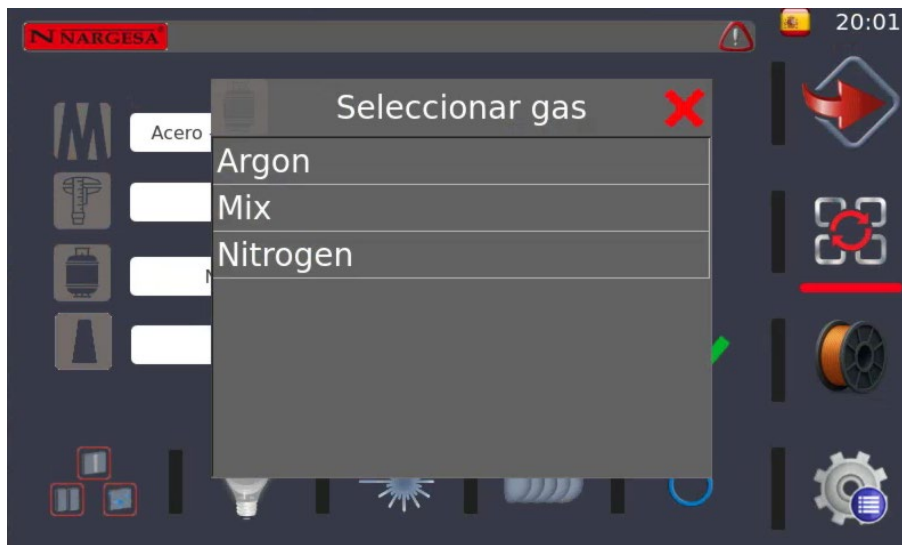 N NARGESA
20:01
Seleccionar gas
Acero
Argon
Mix
Nitrogen
N